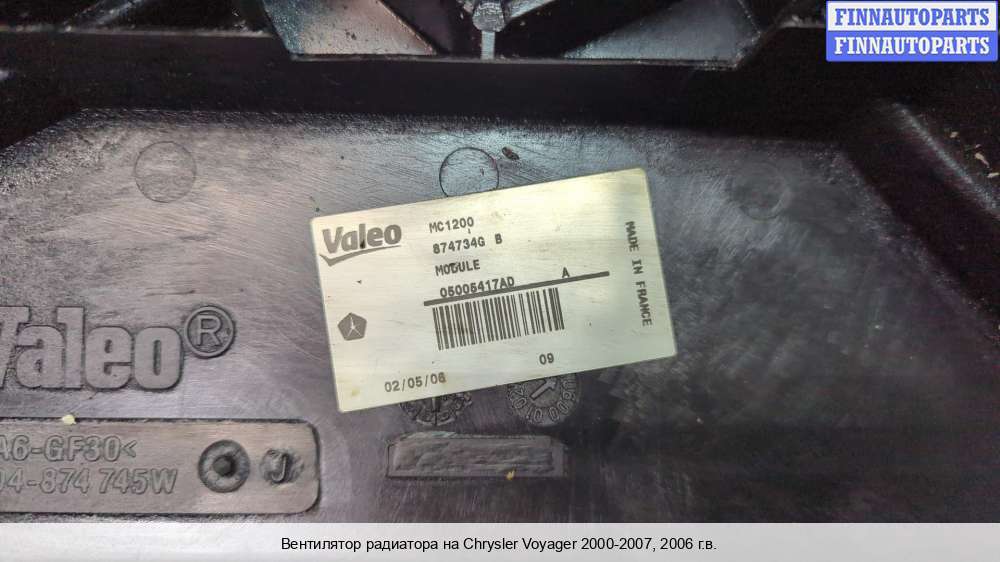 FINNAUTOPARTS
FINNAUTOPARTS
Valeo
MC1200
874734G B
MODULE
05005417AD A
MADE IN FRANCE
09
02/05/06
Valeo®
A6-GF30<
04-874 745W
J
Вентилятор радиатора на Chrysler Voyager 2000-2007, 2006 г.в.